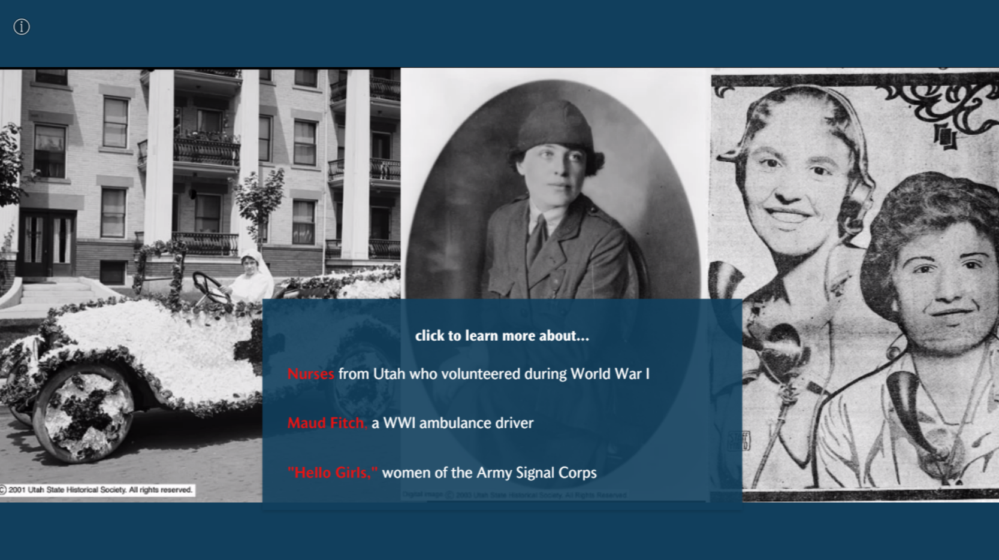 © 2001 Utah State Historical Society. All rights reserved.
click to learn more about...
Nurses from Utah who volunteered during World War I
Maud Fitch, a WWI ambulance driver
"Hello Girls," women of the Army Signal Corps
Digital Image © 2003 Utah State Historical Society. All Rights Reserved.